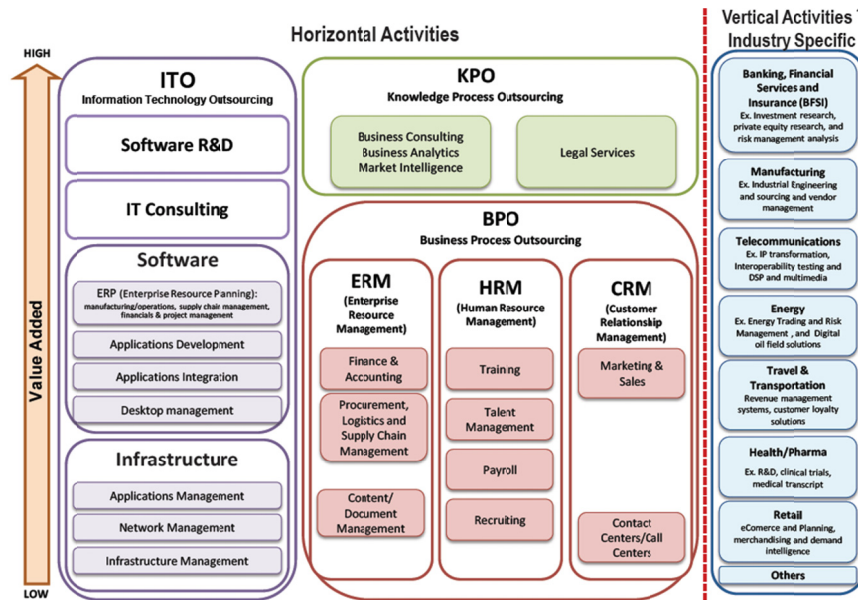 Horizontal Activities
Vertical Activities
Industry Specific
HIGH
Value Added
LOW
ITO
Information Technology Outsourcing
Software R&D
IT Consulting
Software
ERP (Enterprise Resource Panning):
manufacturing/operations, supply chain management,
financials & project management
Applications Development
Applications Integration
Desktop management
Infrastructure
Applications Management
Network Management
Infrastructure Management
KPO
Knowledge Process Outsourcing
Business Consulting
Business Analytics
Market Intelligence
Legal Services
BPO
Business Process Outsourcing
ERM
(Enterprise
Resource
Management)
Finance &
Accounting
Procurement,
Logistics and
Supply Chain
Management
Content/
Document
Management
HRM
(Human Resource
Management)
Training
Talent
Management
Payroll
Recruiting
CRM
(Customer
Relationship
Management)
Marketing &
Sales
Contact
Centers/Call
Centers
Banking, Financial
Services and
Insurance (BFSI)
Ex. Investment research,
private equity research, and
risk management analysis
Manufacturing
Ex. Industrial Engineering
and sourcing and vendor
management
Telecommunications
Ex. IP transformation,
Interoperability testing and
DSP and multimedia
Energy
Ex. Energy Trading and Risk
Management , and Digital
oil field solutions
Travel &
Transportation
Revenue management
systems, customer loyalty
solutions
Health/Pharma
Ex. R&D, clinical trials,
medical transcript
Retail
eComerce and Planning,
merchandising and demand
intelligence
Others